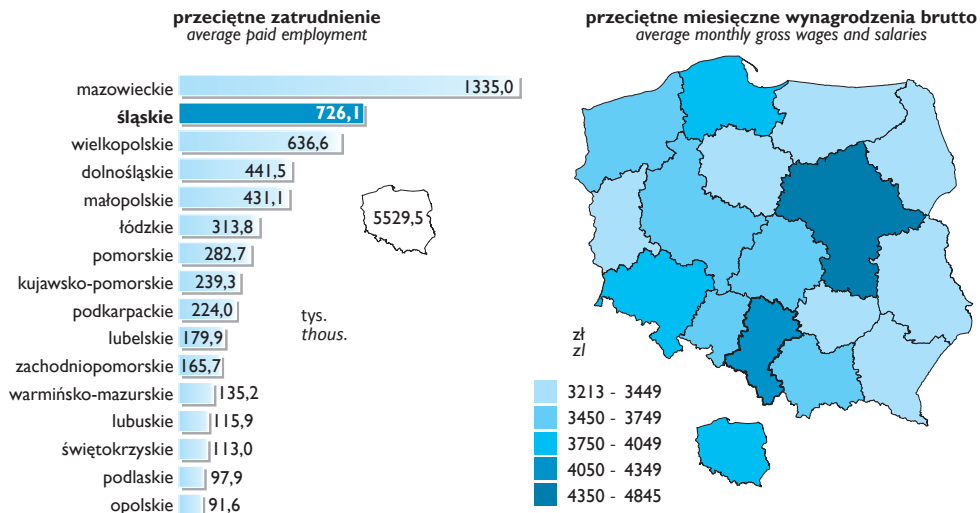 przeciętne zatrudnienie
average paid employment
mazowieckie 1335,0
śląskie 726,1
wielkopolskie 636,6
dolnośląskie 441,5
małopolskie 431,1
łódzkie 313,8
pomorskie 282,7
kujawsko-pomorskie 239,3
podkarpackie 224,0
lubelskie 179,9
zachodniopomorskie 165,7
warmińsko-mazurskie 135,2
lubuskie 115,9
świętokrzyskie 113,0
podlaskie 97,9
opolskie 91,6
5529,5
tys.
thous.
przeciętne miesięczne wynagrodzenia brutto
average monthly gross wages and salaries
zł
zl
3213 - 3449
3450 - 3749
3750 - 4049
4050 - 4349
4350 - 4845